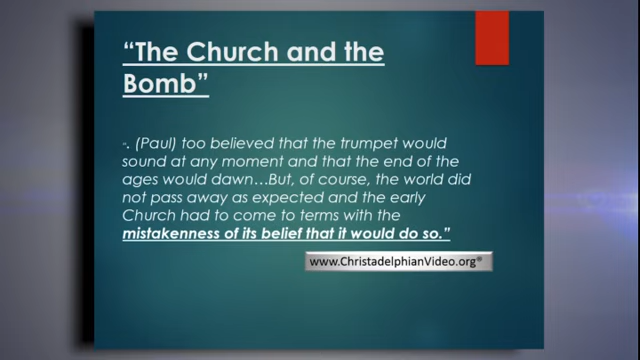 “The Church and the
Bomb”
“. (Paul) too believed that the trumpet would
sound at any moment and that the end of the
ages would dawn…But, of course, the world did
not pass away as expected and the early
Church had to come to terms with the
mistakenness of its belief that it would do so.”
www.ChristadelphianVideo.org®